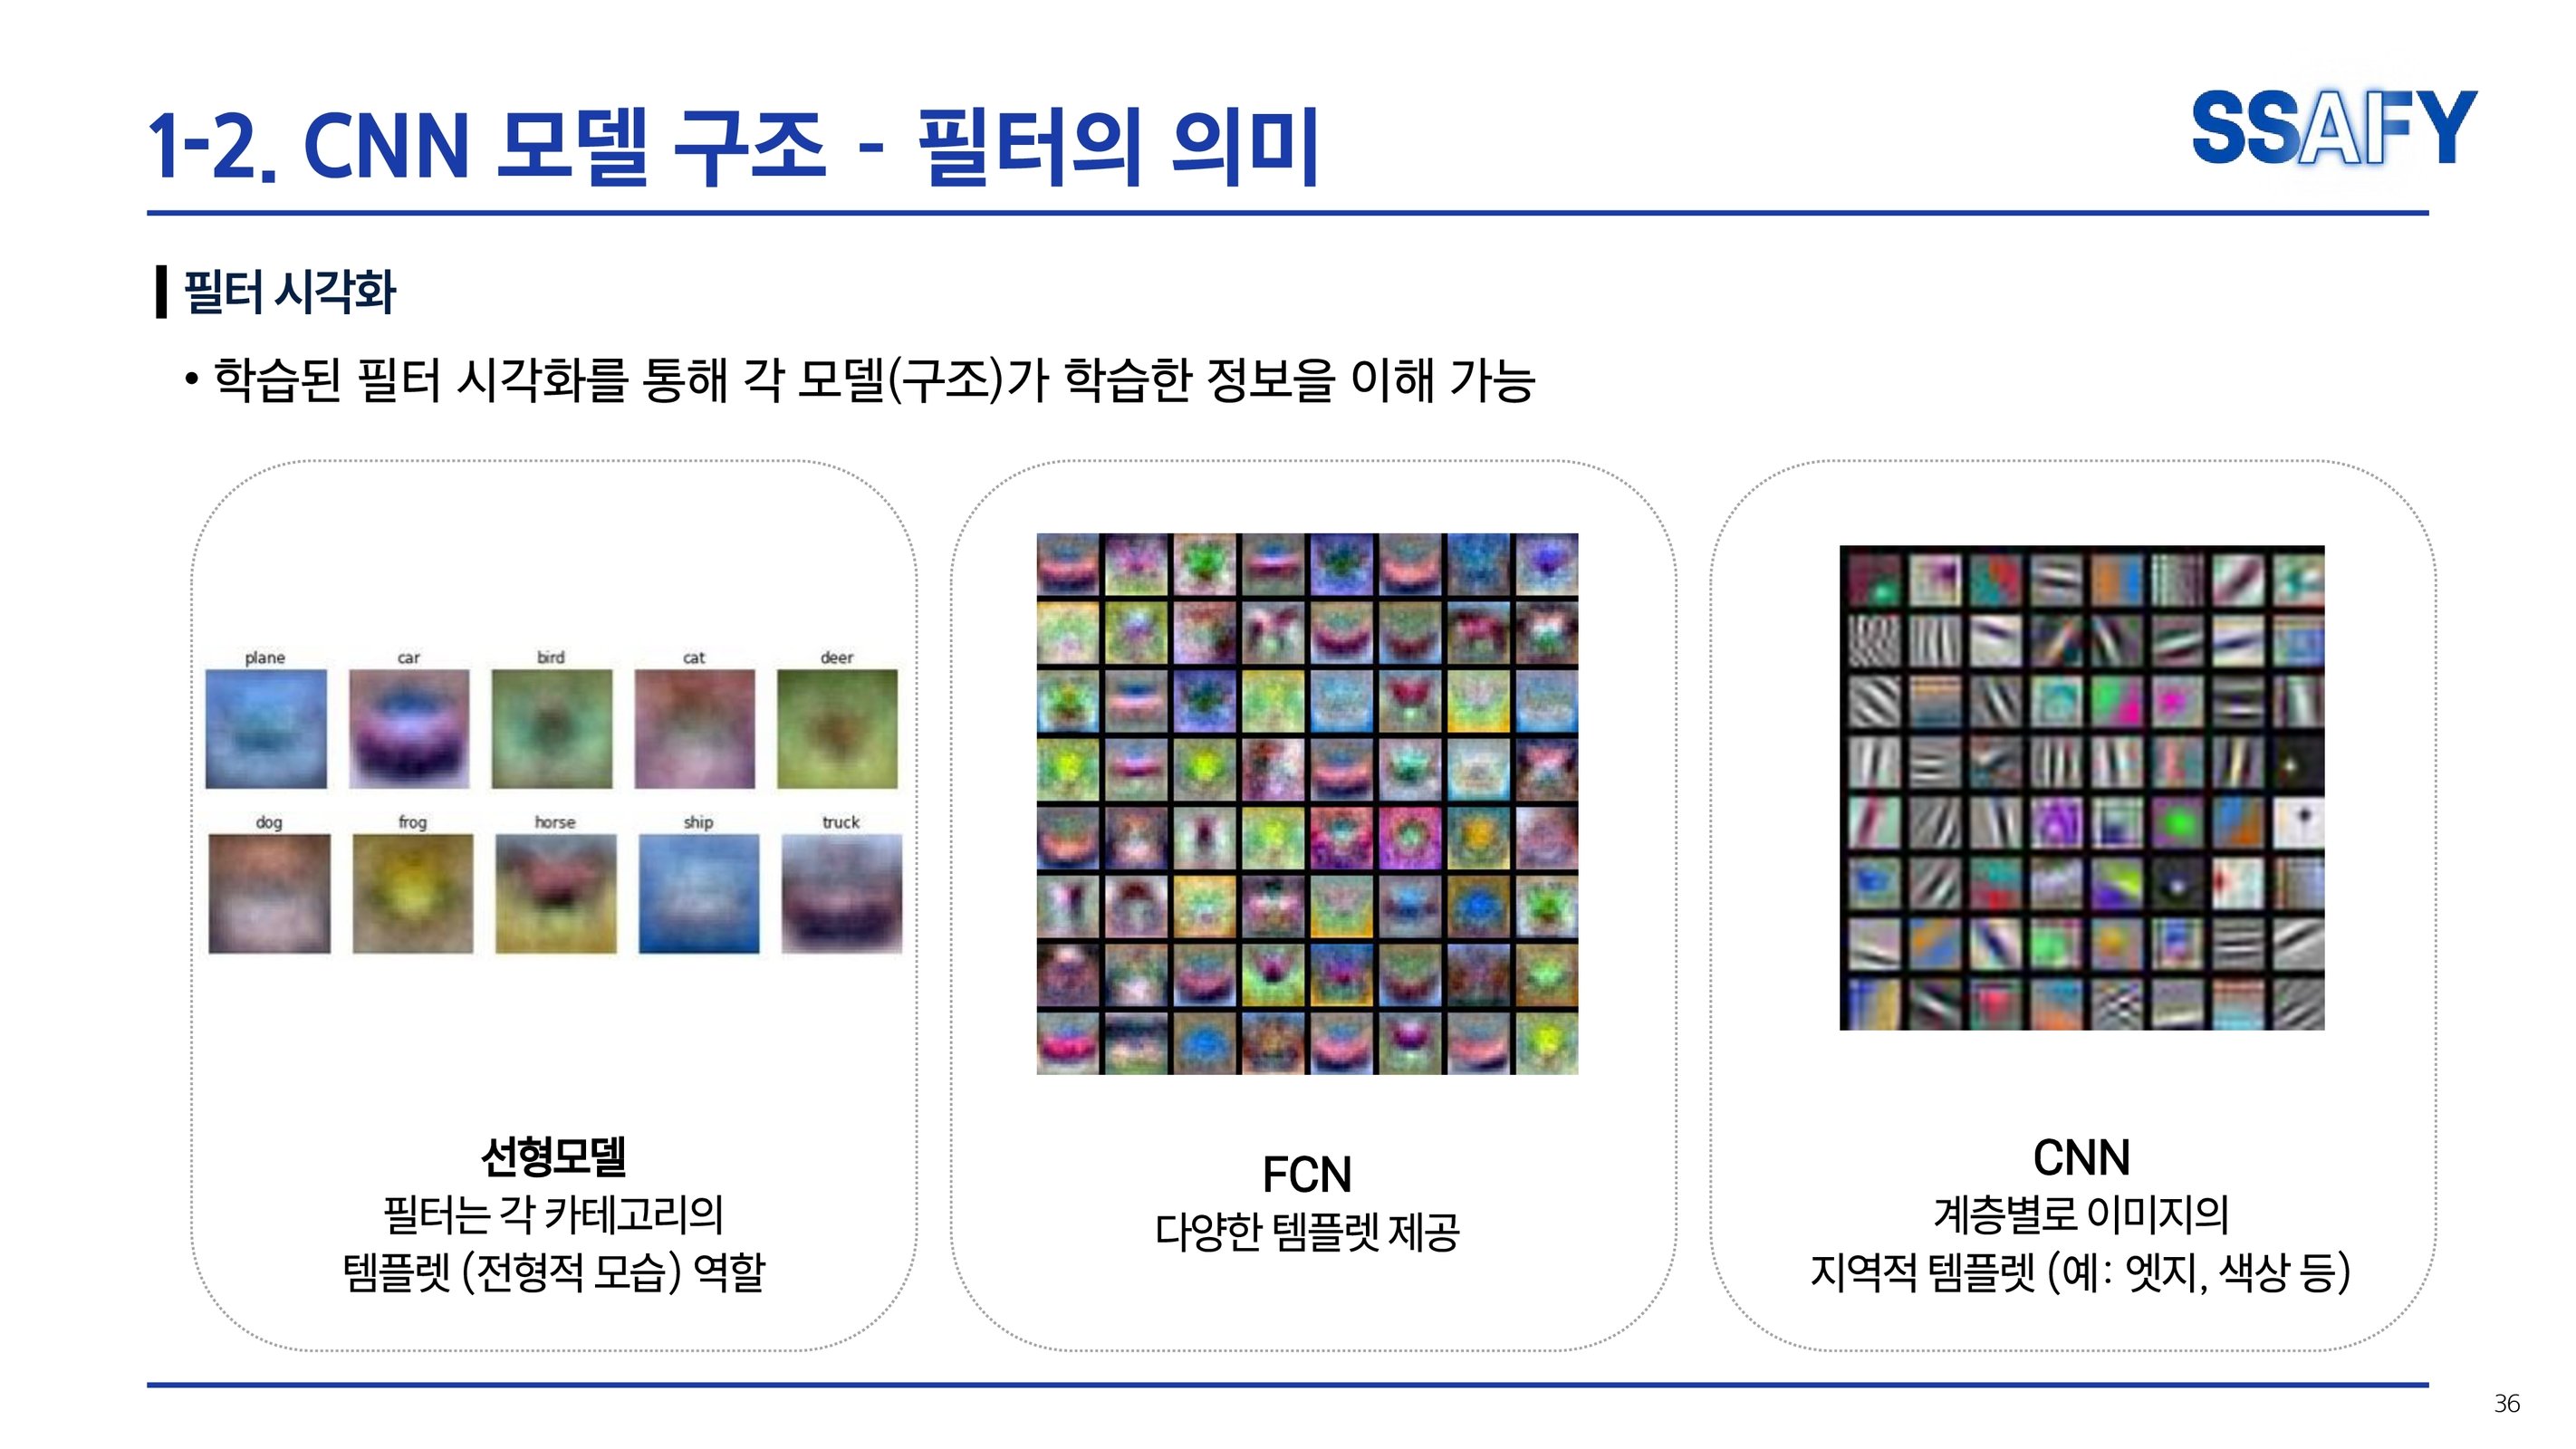 1-2. CNN 모델 구조 - 필터의 의미
SSAFY
필터 시각화
• 학습된 필터 시각화를 통해 각 모델(구조)가 학습한 정보을 이해 가능
plane car bird cat deer
dog frog horse ship truck
선형모델
필터는 각 카테고리의
템플렛 (전형적 모습) 역할
FCN
다양한 템플렛 제공
CNN
계층별로 이미지의
지역적 템플렛 (예: 엣지, 색상 등)
36